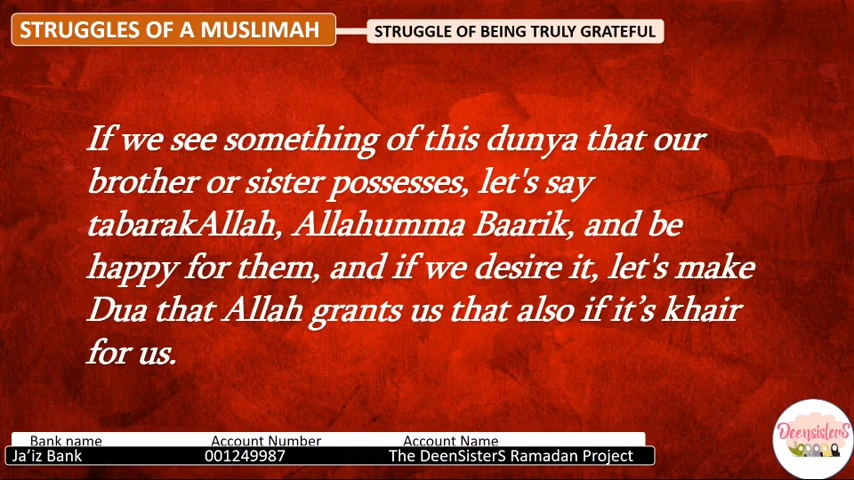 STRUGGLES OF A MUSLIMAH
STRUGGLE OF BEING TRULY GRATEFUL
If we see something of this dunya that our
brother or sister possesses, let's say
tabarakAllah, Allahumma Baarik, and be
happy for them, and if we desire it, let's make
Dua that Allah grants us that also if it’s khair
for us.
Bank name Account Number Account Name
Ja’iz Bank 001249987 The DeenSisterS Ramadan Project
DeensisterS